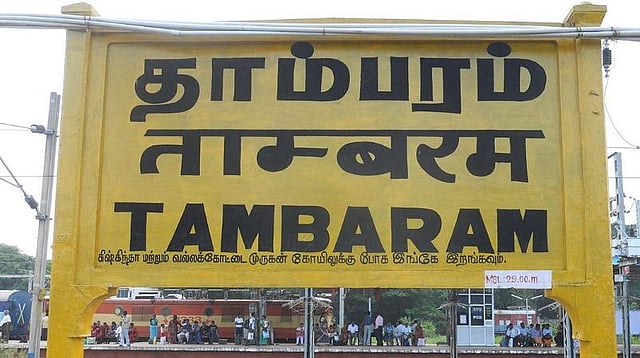 தாம்பரம்
ताम्बरम
TAMBARAM
கிஷ்கிந்தா மற்றும் வல்லக்கோட்டை முருகன் கோயிலுக்கு போக இங்கே இறங்கவும்.
MSL:29.00.m